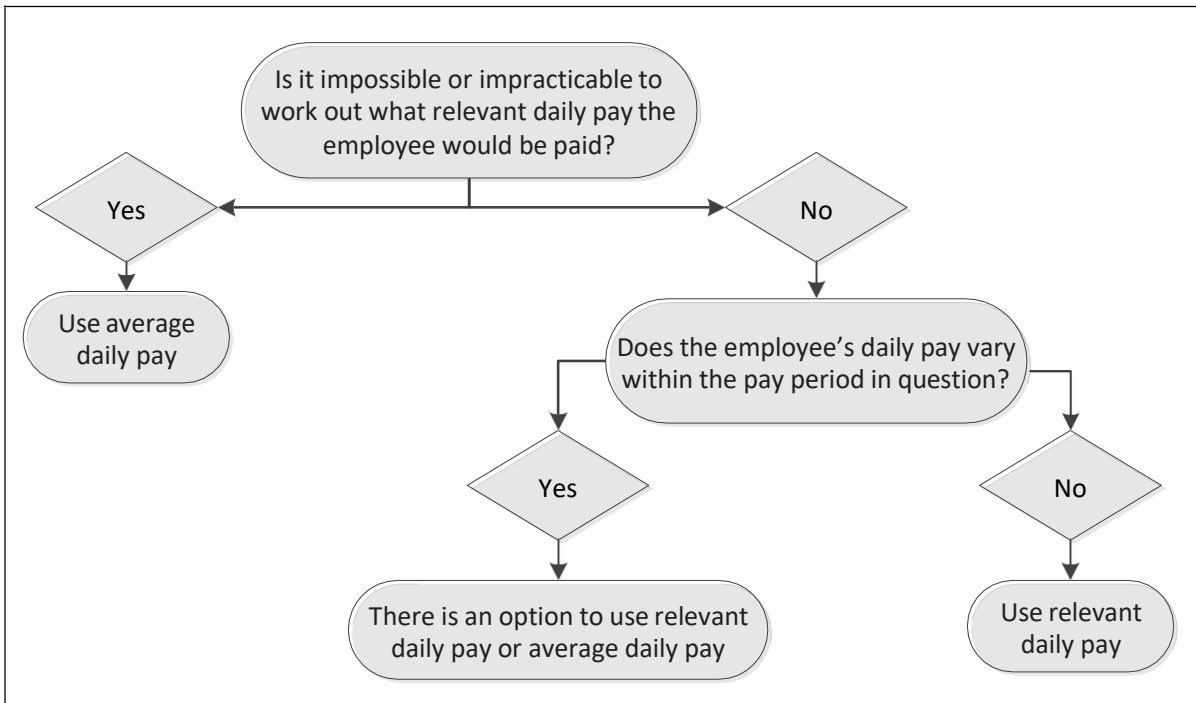 Is it impossible or impracticable to
work out what relevant daily pay the
employee would be paid?
Yes
No
Use average
daily pay
Does the employee’s daily pay vary
within the pay period in question?
Yes
No
There is an option to use relevant
daily pay or average daily pay
Use relevant
daily pay